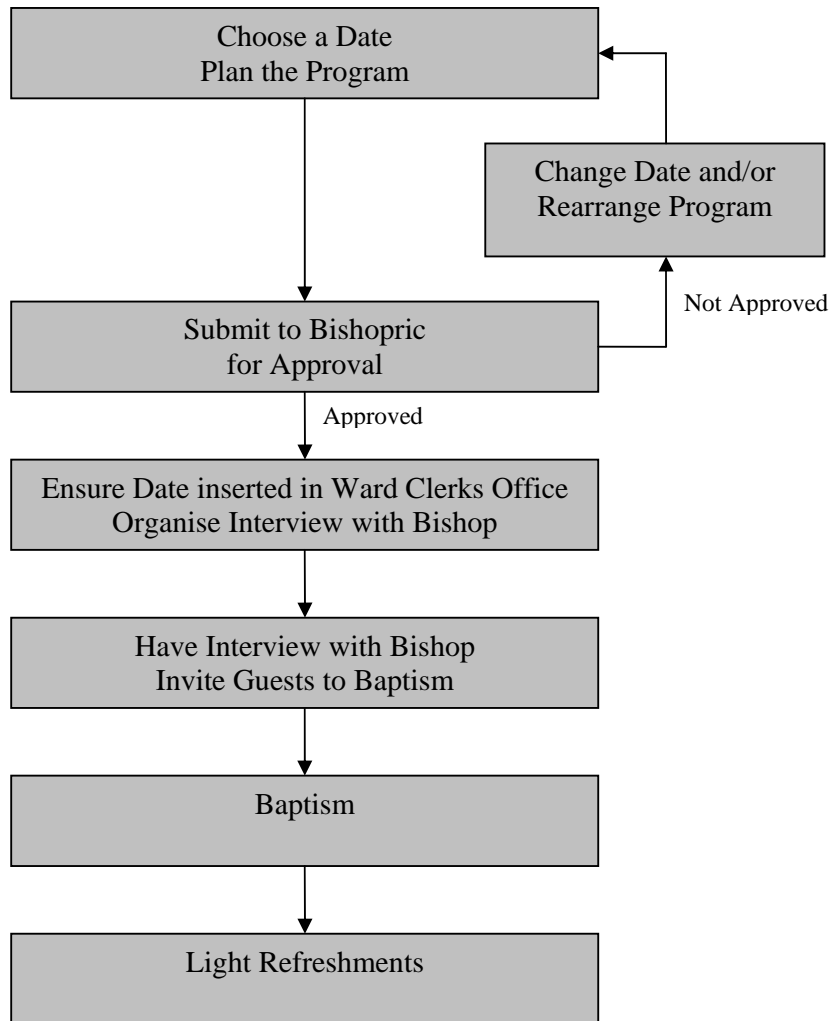 Choose a Date
Plan the Program
Change Date and/or
Rearrange Program
Not Approved
Submit to Bishopric
for Approval
Approved
Ensure Date inserted in Ward Clerks Office
Organise Interview with Bishop
Have Interview with Bishop
Invite Guests to Baptism
Baptism
Light Refreshments